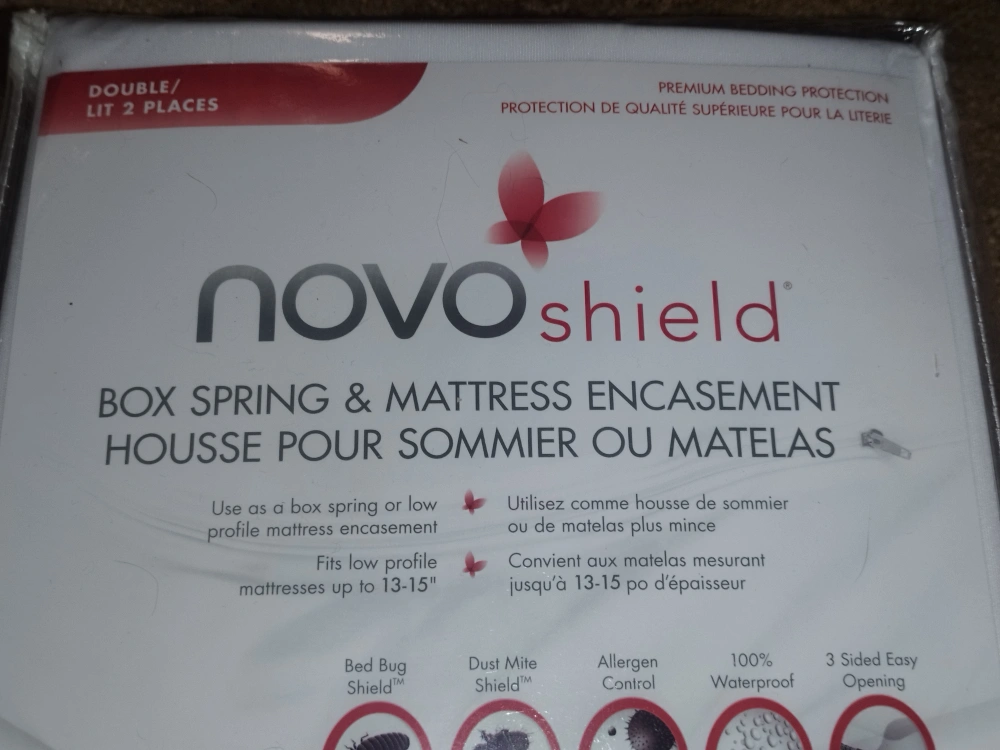 DOUBLE/
LIT 2 PLACES
PREMIUM BEDDING PROTECTION
PROTECTION DE QUALITÉ SUPÉRIEURE POUR LA LITERIE
novo shield®
BOX SPRING & MATTRESS ENCASEMENT
HOUSSE POUR SOMMIER OU MATELAS
Use as a box spring or low
profile mattress encasement
Utilisez comme housse de sommier
ou de matelas plus mince
Fits low profile
mattresses up to 13-15"
Convient aux matelas mesurant
jusqu'à 13-15 po d'épaisseur
Bed Bug
Shield™
Dust Mite
Shield™
Allergen
Control
100%
Waterproof
3 Sided Easy
Opening